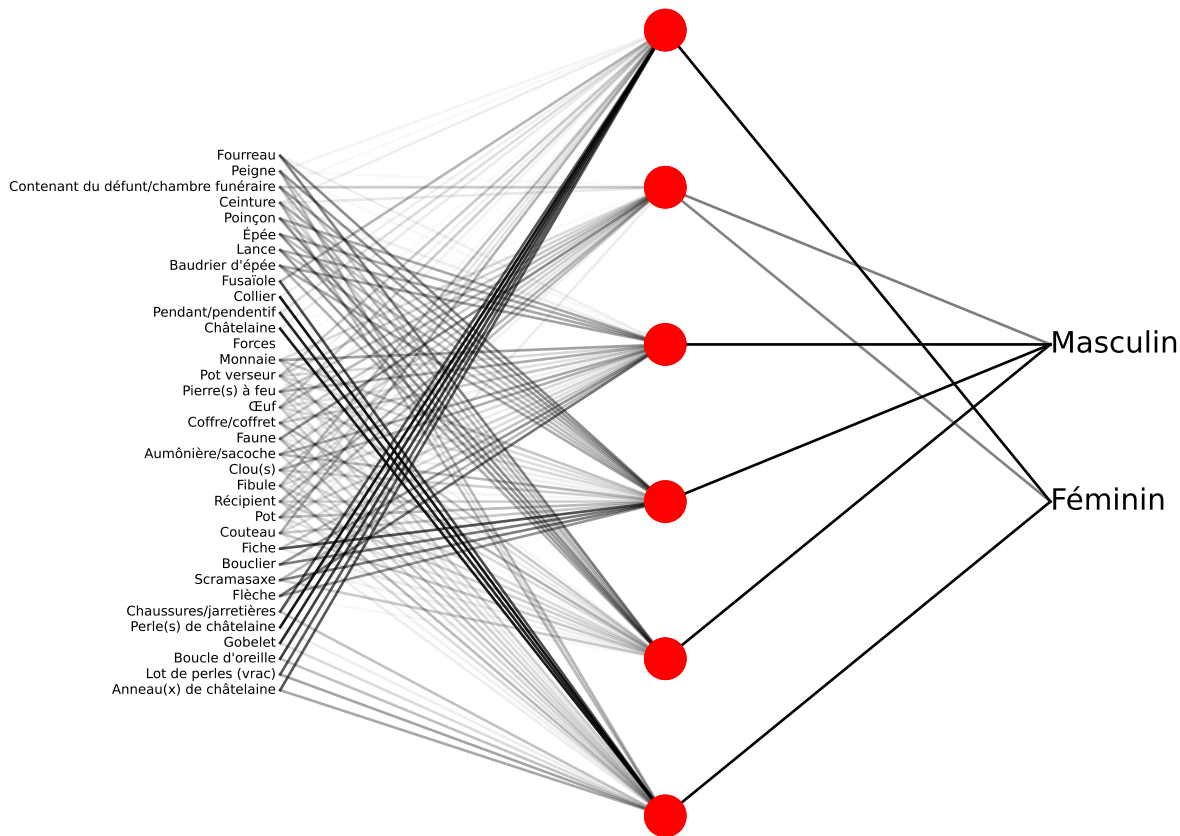 Fourreau
Peigne
Contenant du défunt/chambre funéraire
Ceinture
Poinçon
Épée
Lance
Baudrier d'épée
Fusaïole
Collier
Pendant/pendentif
Châtelaine
Forces
Monnaie
Pot verseur
Pierre(s) à feu
Œuf
Coffre/coffret
Faune
Aumônière/sacoche
Clou(s)
Fibule
Récipient
Pot
Couteau
Fiche
Bouclier
Scramasaxe
Flèche
Chaussures/jarretières
Perle(s) de châtelaine
Gobelet
Boucle d'oreille
Lot de perles (vrac)
Anneau(x) de châtelaine
Masculin
Féminin